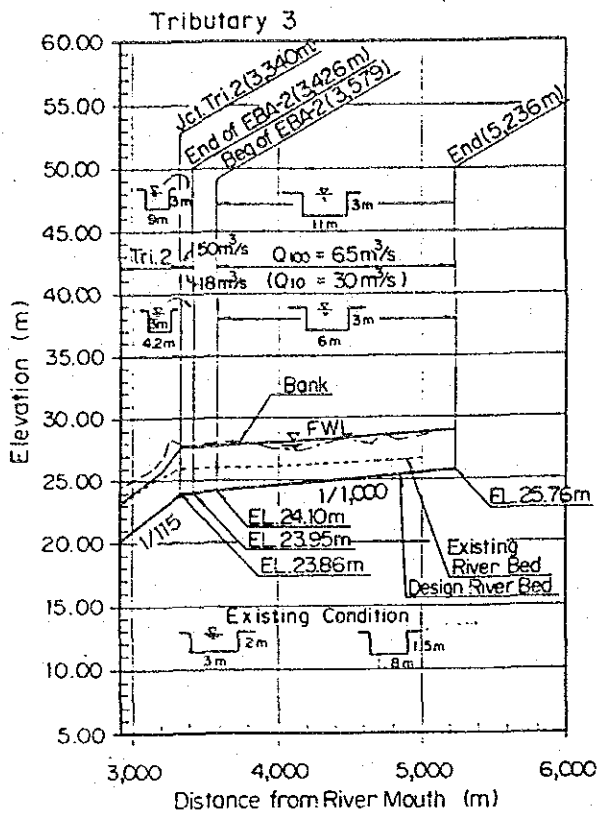 Tributary 3
60.00
55.00
50.00
45.00
40.00
35.00
30.00
25.00
20.00
15.00
10.00
5.00
Elevation (m)
Jct. Tri.2 (3,340m)
End of EBA-2 (3,426m)
Beg of EBA-2 (3,579)
End (5,236m)
3m
9m
3m
11m
Tri.2
50m³/s
Q100 = 65m³/s
18m³/s
(Q10 = 30m³/s)
3m
4.2m
3m
6m
Bank
FWL
1/115
1/1,000
EL.24.10m
EL.23.95m
EL.23.86m
EL.25.76m
Existing
River Bed
Design River Bed
Existing Condition
2m
3m
1.5m
8m
3,000
4,000
5,000
6,000
Distance from River Mouth (m)